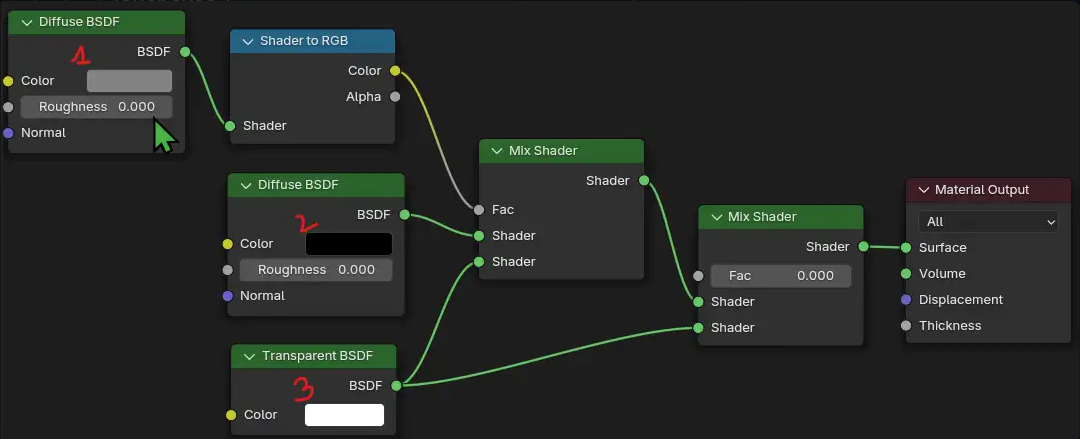 Diffuse BSDF
1
BSDF
Color
Roughness 0.000
Normal
Shader to RGB
Color
Alpha
Shader
Diffuse BSDF
2
BSDF
Color
Roughness 0.000
Normal
Transparent BSDF
3
BSDF
Color
Mix Shader
Shader
Fac
Shader
Shader
Mix Shader
Shader
Fac 0.000
Shader
Shader
Material Output
All
Surface
Volume
Displacement
Thickness